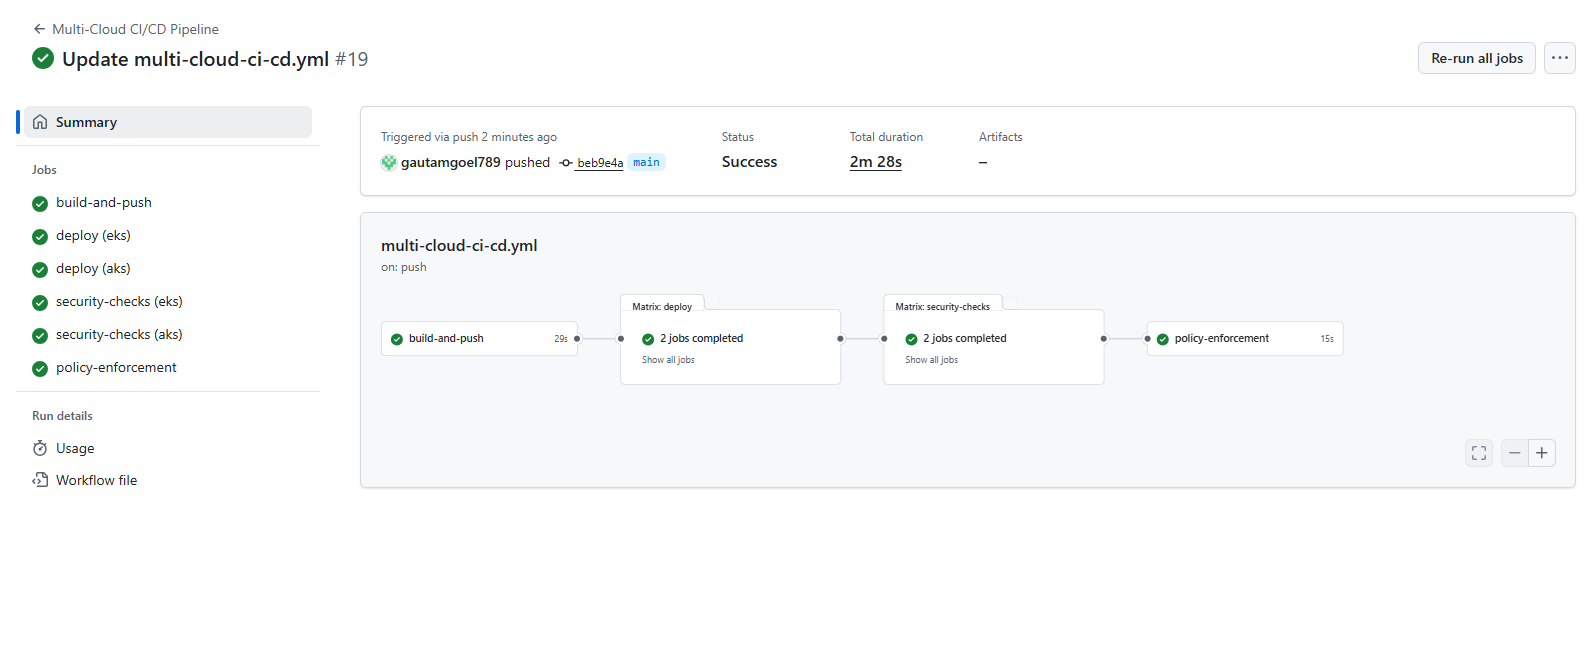 Multi-Cloud CI/CD Pipeline
Update multi-cloud-ci-cd.yml #19
Re-run all jobs
Summary
Jobs
build-and-push
deploy (eks)
deploy (aks)
security-checks (eks)
security-checks (aks)
policy-enforcement
Run details
Usage
Workflow file
Triggered via push 2 minutes ago
gautamgoel789 pushed beb9e4a main
Status
Success
Total duration
2m 28s
Artifacts
–
multi-cloud-ci-cd.yml
on: push
build-and-push 29s
Matrix: deploy
2 jobs completed
Show all jobs
Matrix: security-checks
2 jobs completed
Show all jobs
policy-enforcement 15s